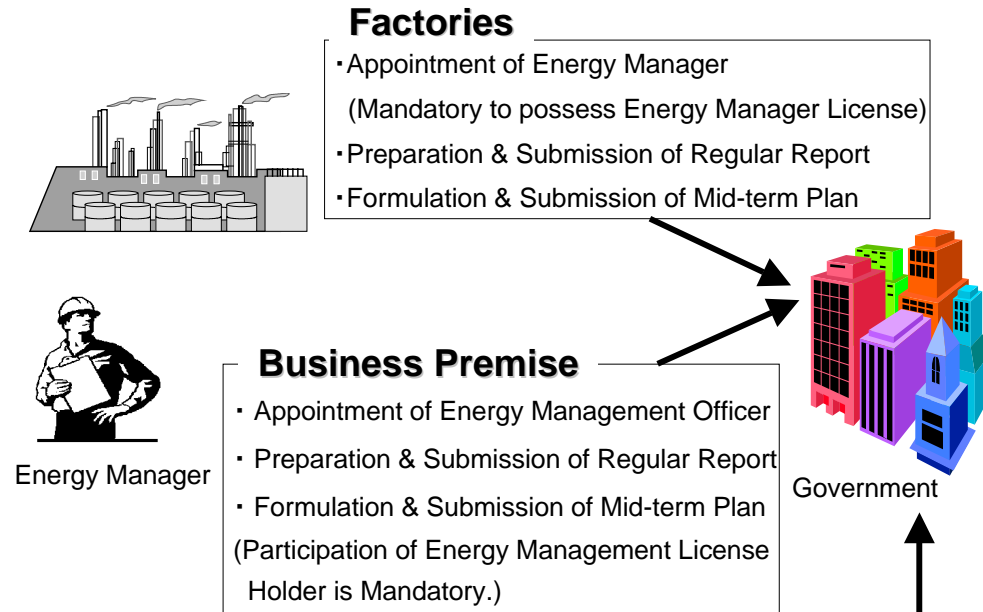 Factories
・Appointment of Energy Manager
(Mandatory to possess Energy Manager License)
・Preparation & Submission of Regular Report
・Formulation & Submission of Mid-term Plan
Business Premise
・Appointment of Energy Management Officer
・Preparation & Submission of Regular Report
・Formulation & Submission of Mid-term Plan
(Participation of Energy Management License
Holder is Mandatory.)
Energy Manager
Government